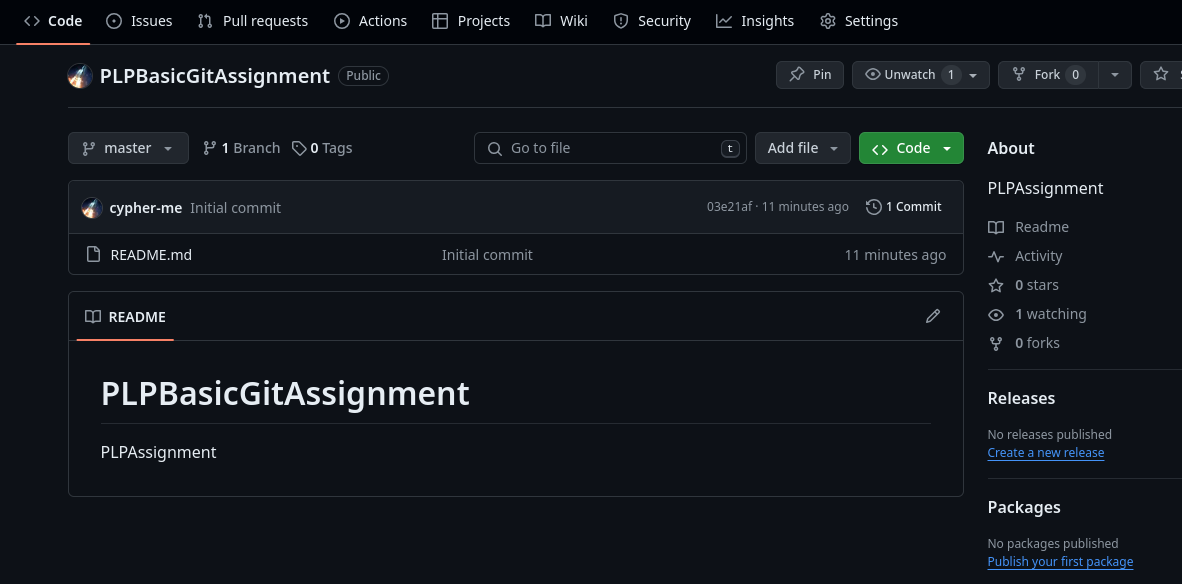 Code Issues Pull requests Actions Projects Wiki Security Insights Settings
PLPBasicGitAssignment Public Pin Unwatch 1 Fork 0
master 1 Branch 0 Tags Go to file t Add file Code
cypher-me Initial commit 03e21af · 11 minutes ago 1 Commit
README.md Initial commit 11 minutes ago
README
PLPBasicGitAssignment
PLPAssignment
About
PLPAssignment
Readme
Activity
0 stars
1 watching
0 forks
Releases
No releases published
Create a new release
Packages
No packages published
Publish your first package